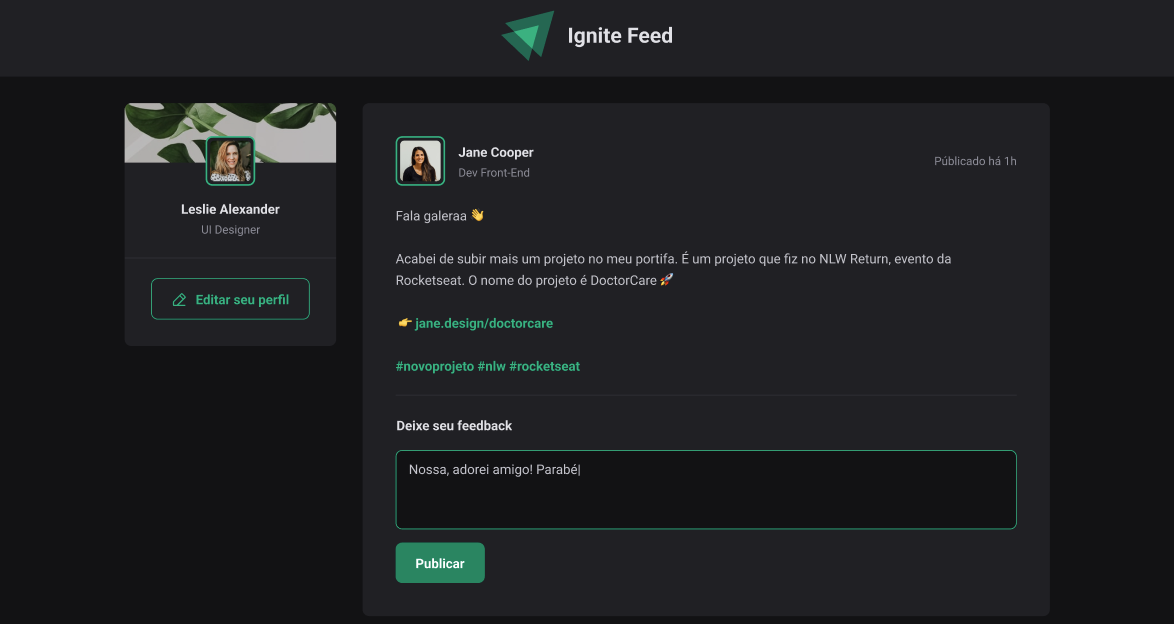 Ignite Feed
Leslie Alexander
UI Designer
Editar seu perfil
Jane Cooper
Dev Front-End
Públicado há 1h
Fala galeraa 👋
Acabei de subir mais um projeto no meu portifa. É um projeto que fiz no NLW Return, evento da
Rocketseat. O nome do projeto é DoctorCare 🚀
👉 jane.design/doctorcare
#novoprojeto #nlw #rocketseat
Deixe seu feedback
Nossa, adorei amigo! Parabé|
Publicar